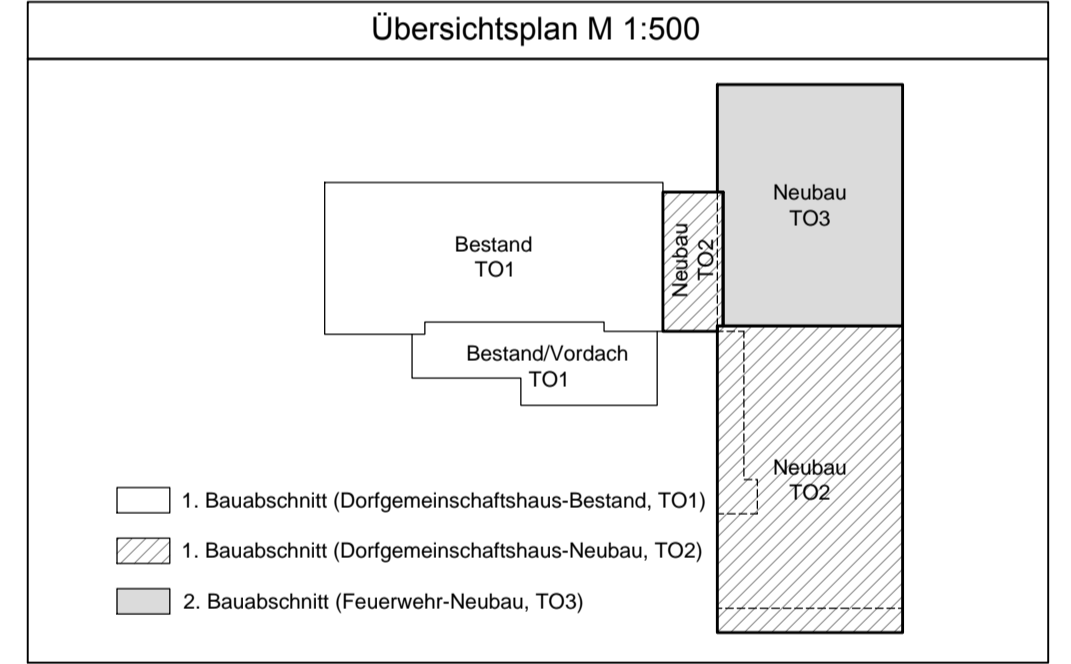 Übersichtsplan M 1:500
Neubau
TO3
Bestand
TO1
Neubau
TO2
Bestand/Vordach
TO1
Neubau
TO2
1. Bauabschnitt (Dorfgemeinschaftshaus-Bestand, TO1)
1. Bauabschnitt (Dorfgemeinschaftshaus-Neubau, TO2)
2. Bauabschnitt (Feuerwehr-Neubau, TO3)